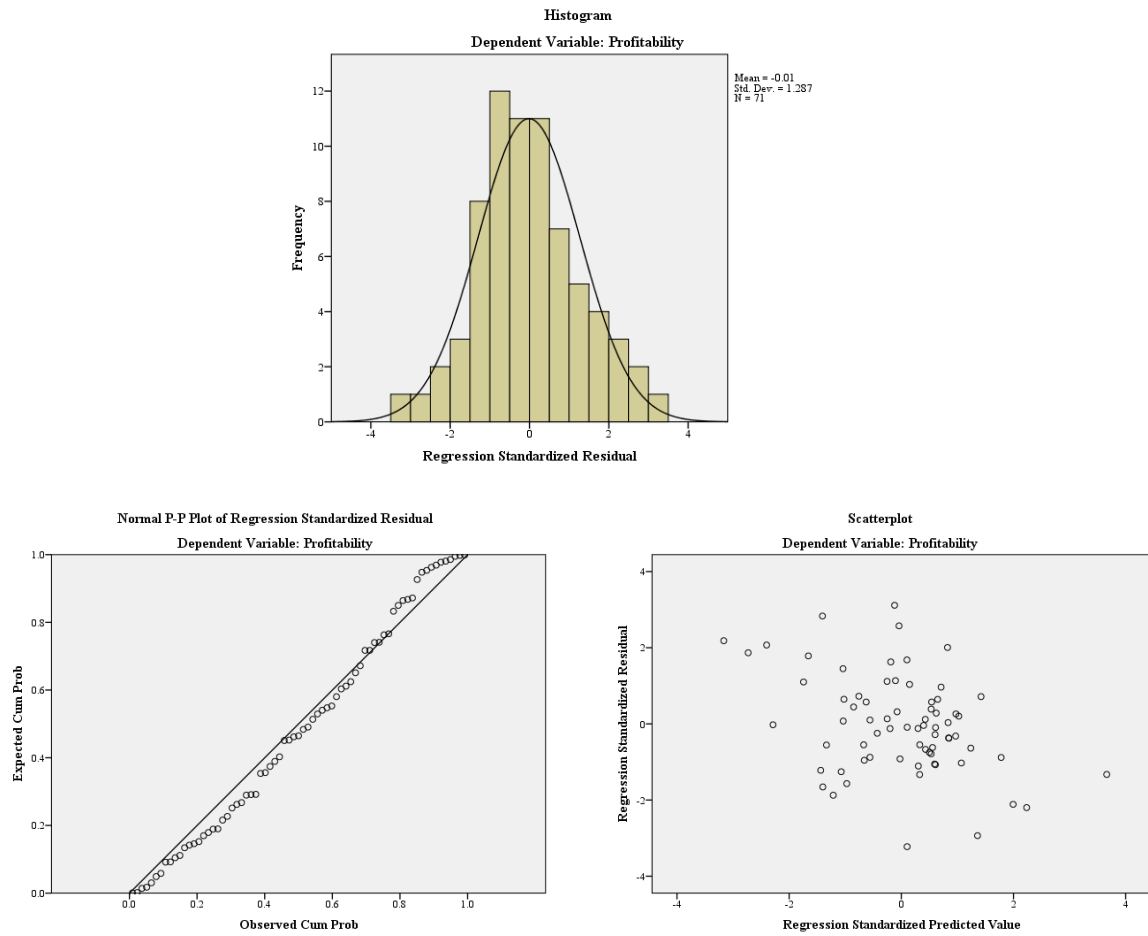 Histogram
Dependent Variable: Profitability
Mean = -0.01
Std. Dev. = 1.287
N = 71
12
10
8
6
4
2
0
Frequency
-4 -2 0 2 4
Regression Standardized Residual
Normal P-P Plot of Regression Standardized Residual
Dependent Variable: Profitability
1.0
0.8
0.6
0.4
0.2
0.0
Expected Cum Prob
0.0 0.2 0.4 0.6 0.8 1.0
Observed Cum Prob
Scatterplot
Dependent Variable: Profitability
4
2
0
-2
-4
Regression Standardized Residual
-4 -2 0 2 4
Regression Standardized Predicted Value